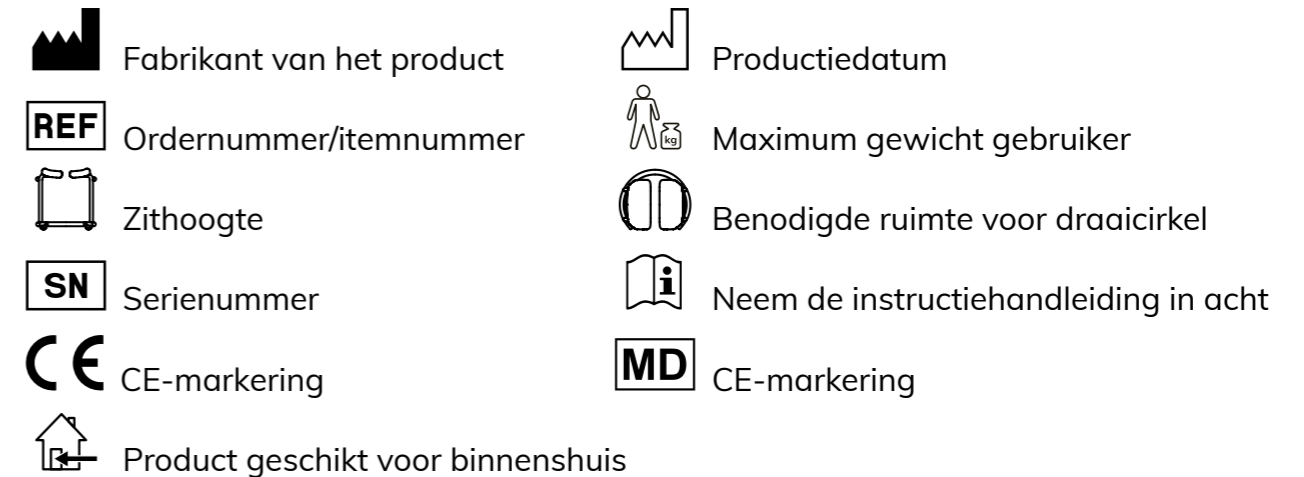 Fabrikant van het product
Productiedatum
REF Ordernummer/itemnummer
kg Maximum gewicht gebruiker
Zithoogte
Benodigde ruimte voor draaicirkel
SN Serienummer
i Neem de instructiehandleiding in acht
CE CE-markering
MD CE-markering
Product geschikt voor binnenshuis